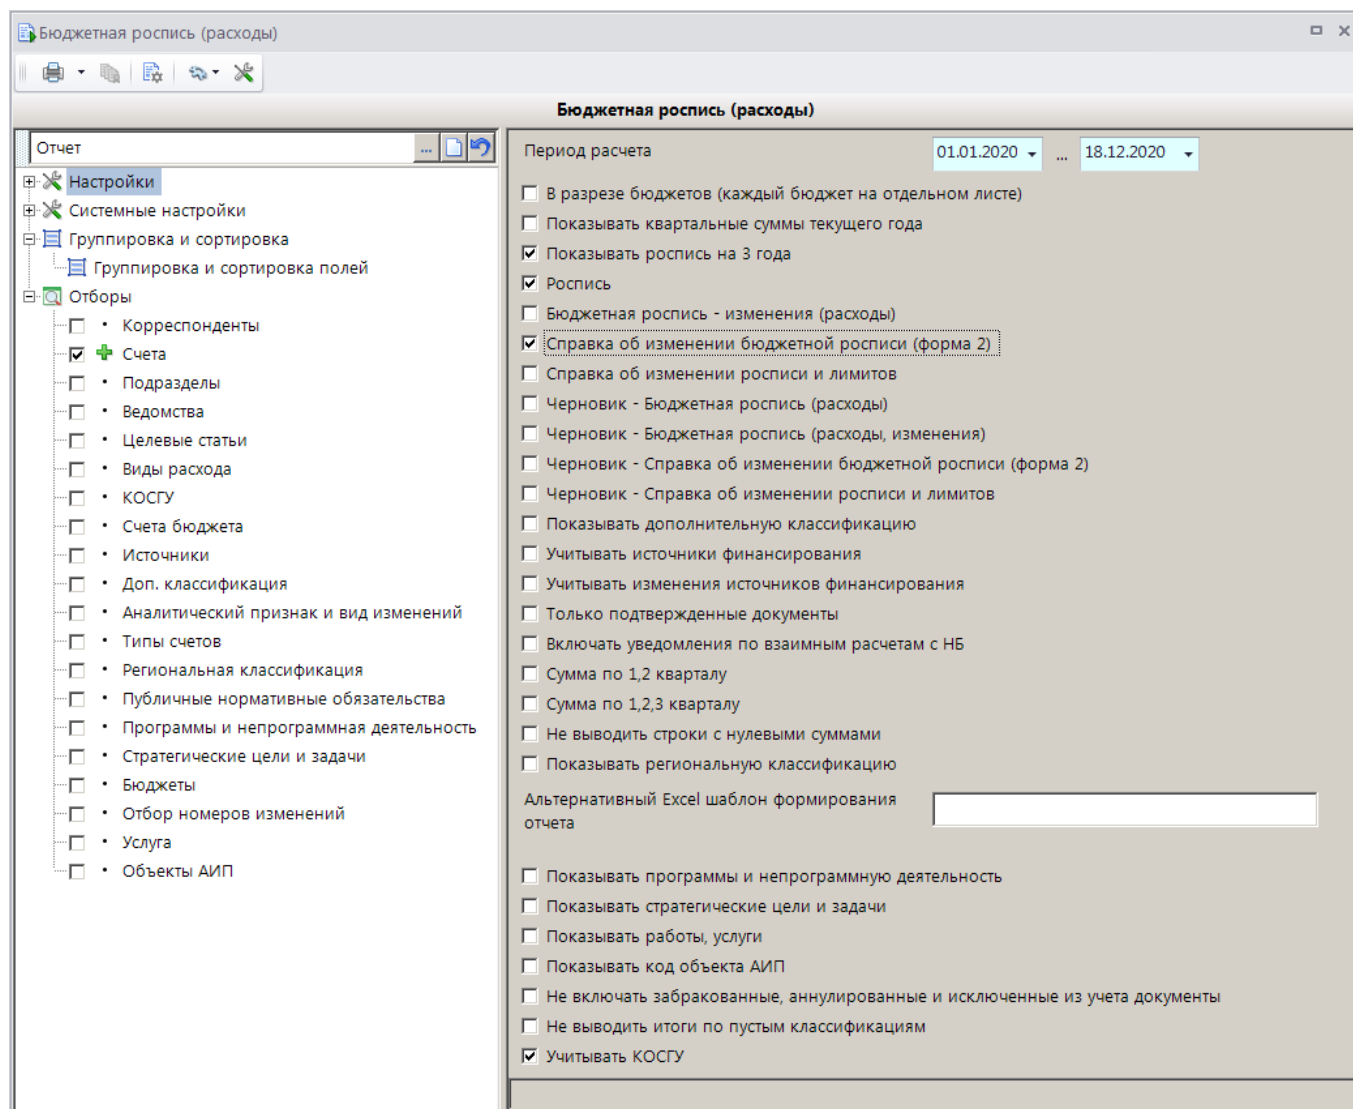 Бюджетная роспись (расходы)
Бюджетная роспись (расходы)
Отчет
...
Настройки
Системные настройки
Группировка и сортировка
Группировка и сортировка полей
Отборы
Корреспонденты
Счета
Подразделы
Ведомства
Целевые статьи
Виды расхода
КОСГУ
Счета бюджета
Источники
Доп. классификация
Аналитический признак и вид изменений
Типы счетов
Региональная классификация
Публичные нормативные обязательства
Программы и непрограммная деятельность
Стратегические цели и задачи
Бюджеты
Отбор номеров изменений
Услуга
Объекты АИП
Период расчета 01.01.2020 ... 18.12.2020
В разрезе бюджетов (каждый бюджет на отдельном листе)
Показывать квартальные суммы текущего года
Показывать роспись на 3 года
Роспись
Бюджетная роспись - изменения (расходы)
Справка об изменении бюджетной росписи (форма 2)
Справка об изменении росписи и лимитов
Черновик - Бюджетная роспись (расходы)
Черновик - Бюджетная роспись (расходы, изменения)
Черновик - Справка об изменении бюджетной росписи (форма 2)
Черновик - Справка об изменении росписи и лимитов
Показывать дополнительную классификацию
Учитывать источники финансирования
Учитывать изменения источников финансирования
Только подтвержденные документы
Включать уведомления по взаимным расчетам с НБ
Сумма по 1,2 кварталу
Сумма по 1,2,3 кварталу
Не выводить строки с нулевыми суммами
Показывать региональную классификацию
Альтернативный Excel шаблон формирования
отчета
Показывать программы и непрограммную деятельность
Показывать стратегические цели и задачи
Показывать работы, услуги
Показывать код объекта АИП
Не включать забракованные, аннулированные и исключенные из учета документы
Не выводить итоги по пустым классификациям
Учитывать КОСГУ